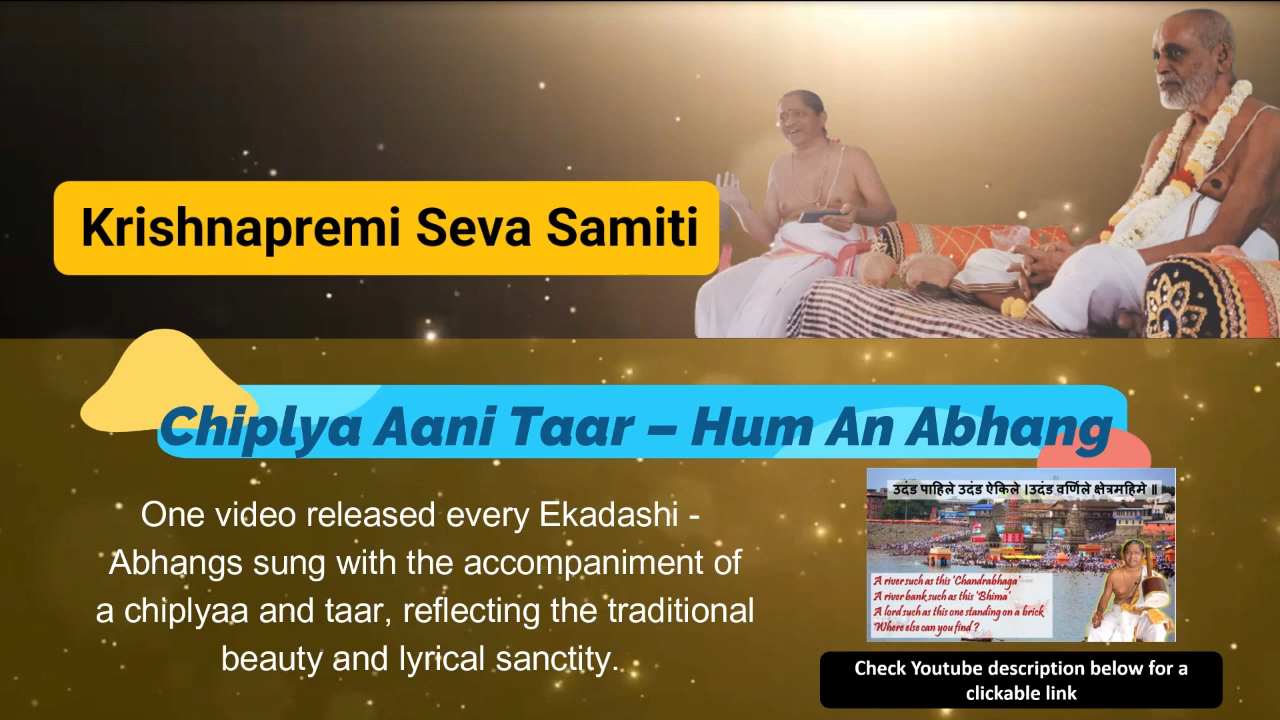 Krishnapremi Seva Samiti
Chiplya Aani Taar – Hum An Abhang
One video released every Ekadashi -
Abhangs sung with the accompaniment of
a chiplyaa and taar, reflecting the traditional
beauty and lyrical sanctity.
उदंड पाहिले उदंड ऐकिले ।उदंड वर्णिले क्षेत्रमहिमे ॥
A river such as this 'Chandrabhaga'
A river bank such as this 'Bhima'
A lord such as this one standing on a brick
Where else can you find ?
Check Youtube description below for a
clickable link